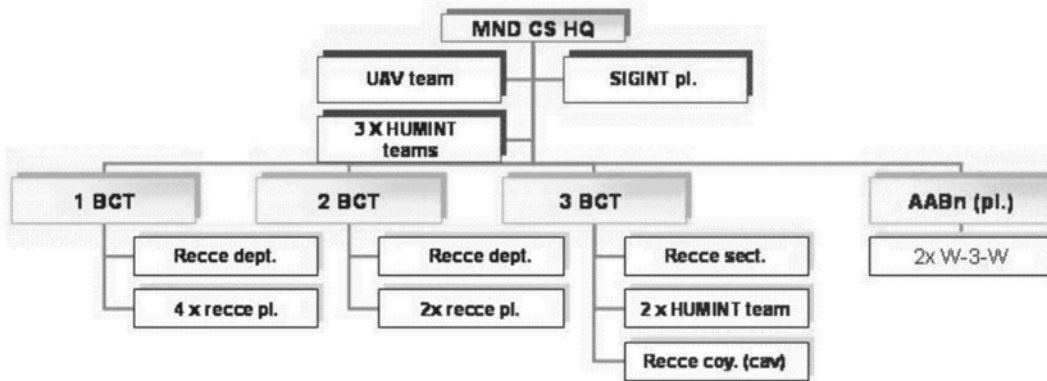 MND CS HQ
UAV team
SIGINT pl.
3 X HUMINT
teams
1 BCT
2 BCT
3 BCT
AABn (pl.)
Recce dept.
Recce dept.
Recce sect.
2x W-3-W
4 x recce pl.
2x recce pl.
2 x HUMINT team
Recce coy. (cav)